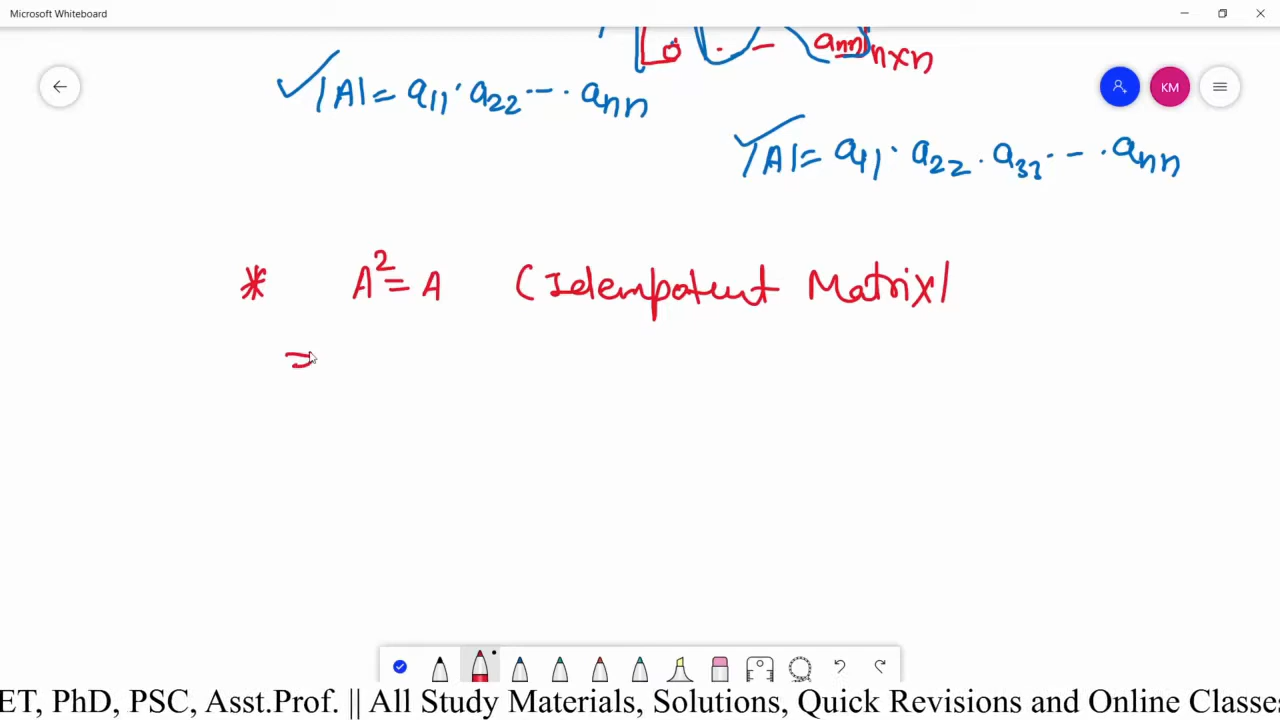 Microsoft Whiteboard
ann]nxn
|A| = a11 · a22 -- · ann
|A| = a11 · a22 · a33 · -- · ann
KM
* A² = A (Idempotent Matrix)
⇒
ET, PhD, PSC, Asst.Prof. || All Study Materials, Solutions, Quick Revisions and Online Classes